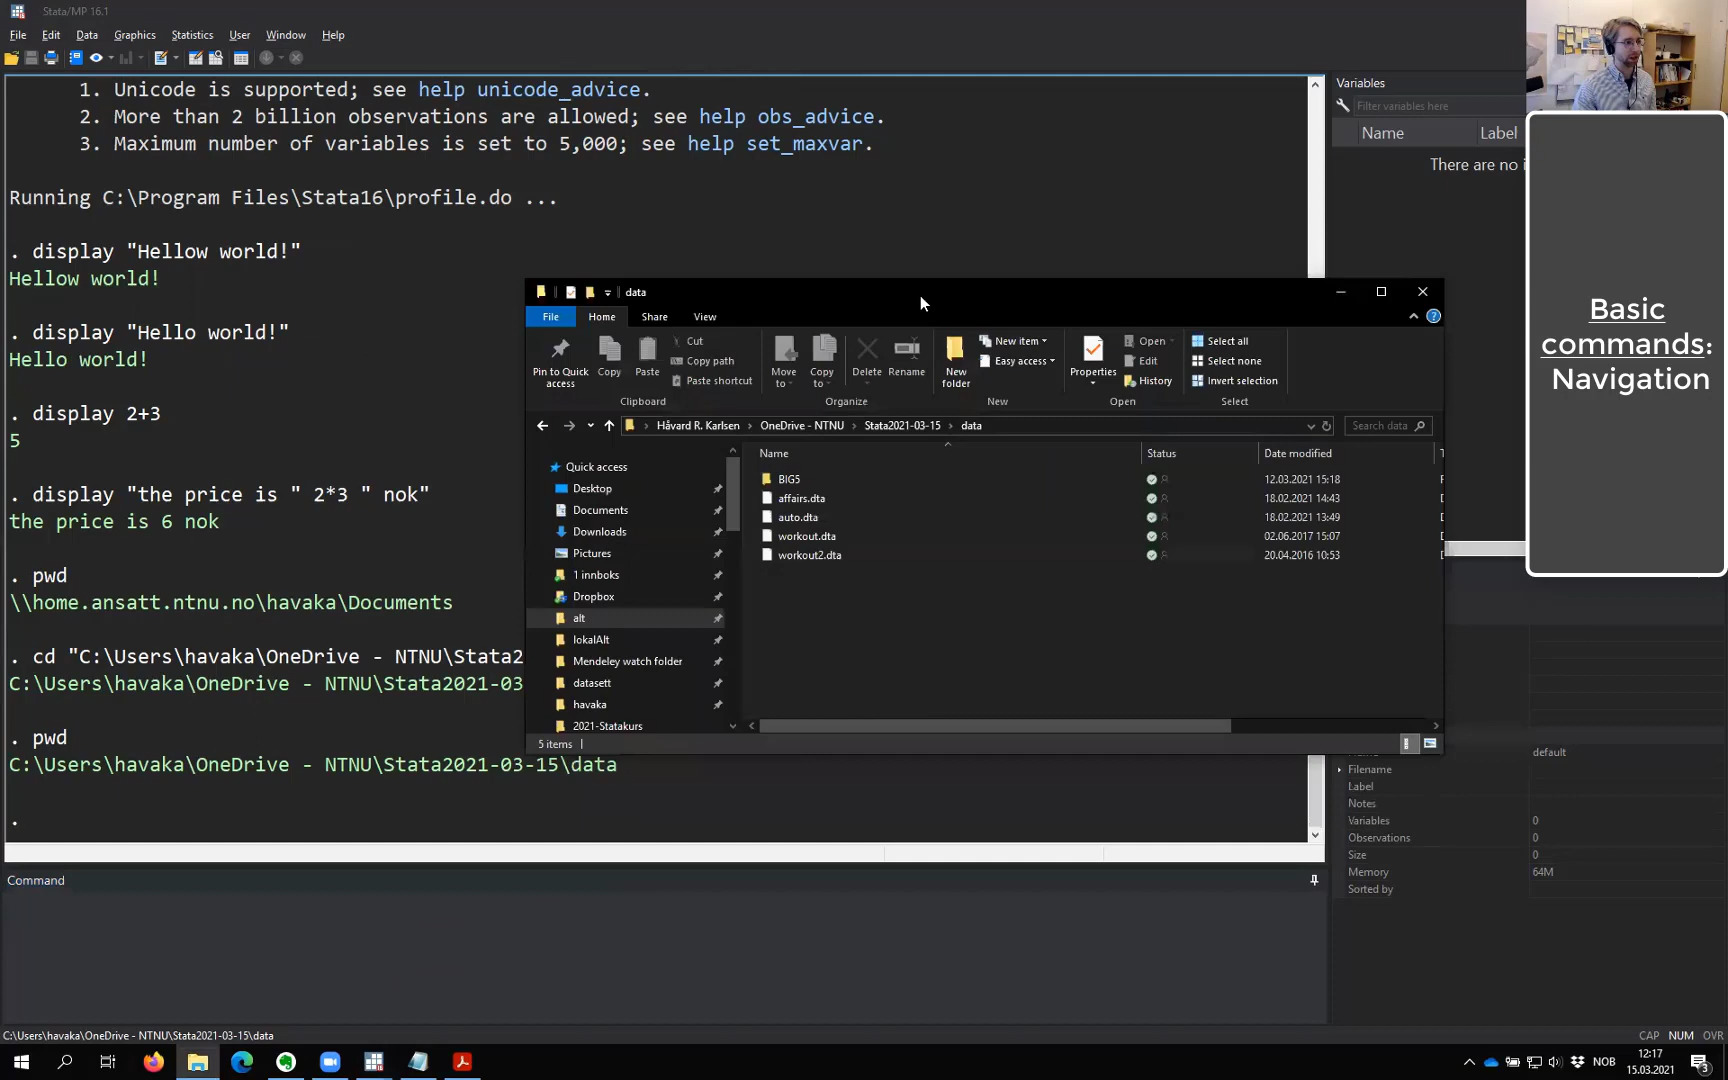 Stata/MP 16.1
File Edit Data Graphics Statistics User Window Help
1. Unicode is supported; see help unicode_advice.
2. More than 2 billion observations are allowed; see help obs_advice.
3. Maximum number of variables is set to 5,000; see help set_maxvar.
Running C:\Program Files\Stata16\profile.do ...
. display "Hellow world!"
Hellow world!
. display "Hello world!"
Hello world!
. display 2+3
5
. display "the price is " 2*3 " nok"
the price is 6 nok
. pwd
\\home.ansatt.ntnu.no\havaka\Documents
. cd "C:\Users\havaka\OneDrive - NTNU\Stata2
C:\Users\havaka\OneDrive - NTNU\Stata2021-03
. pwd
C:\Users\havaka\OneDrive - NTNU\Stata2021-03-15\data
.
data
File Home Share View
Pin to Quick access
Copy
Paste
Cut
Copy path
Paste shortcut
Clipboard
Move to
Copy to
Delete
Rename
Organize
New folder
New item
Easy access
New
Properties
Open
Edit
History
Open
Select all
Select none
Invert selection
Select
Håvard R. Karlsen > OneDrive - NTNU > Stata2021-03-15 > data
Search data
Quick access
Desktop
Documents
Downloads
Pictures
1 innboks
Dropbox
alt
lokalAlt
Mendeley watch folder
datasett
havaka
2021-Statakurs
Name Status Date modified
BIG5 12.03.2021 15:18
affairs.dta 18.02.2021 14:43
auto.dta 18.02.2021 13:49
workout.dta 02.06.2017 15:07
workout2.dta 20.04.2016 10:53
5 items
Variables
Filter variables here
Name Label
There are no i
Basic
commands:
Navigation
default
Filename
Label
Notes
Variables 0
Observations 0
Size 0
Memory 64M
Sorted by
Command
C:\Users\havaka\OneDrive - NTNU\Stata2021-03-15\data
CAP NUM OVR
NOB
12:17
15.03.2021
3